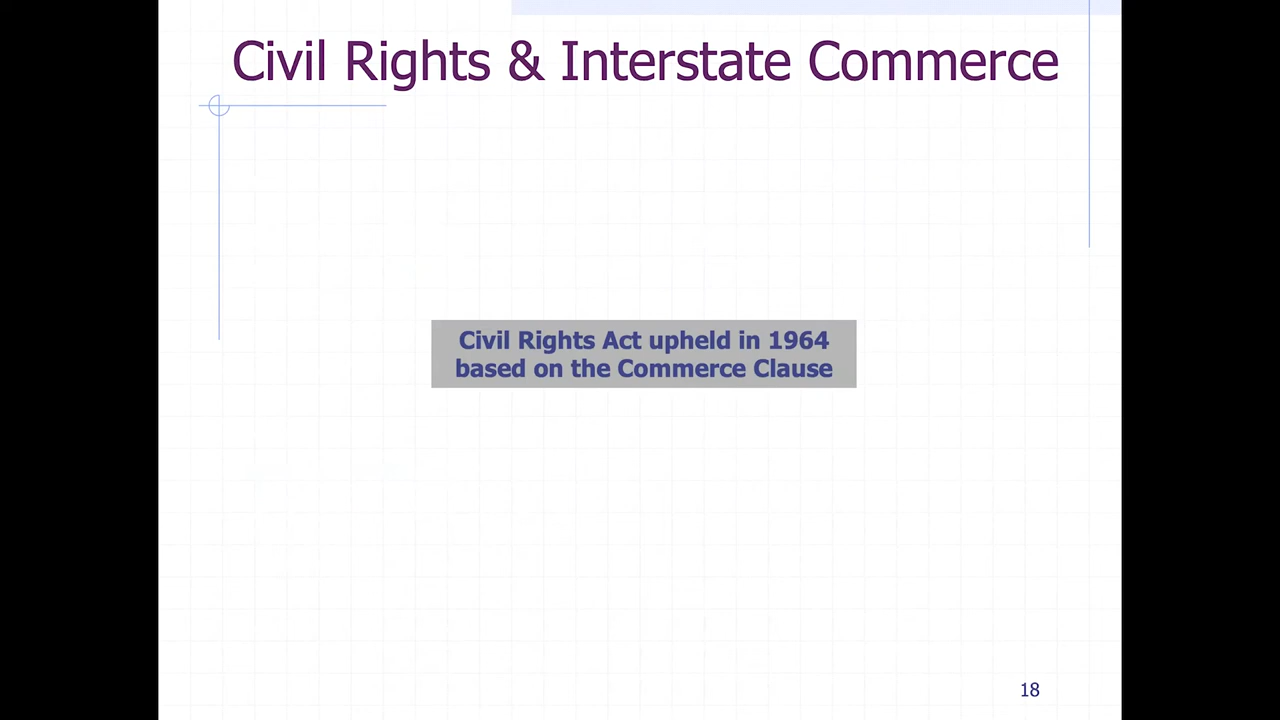 Civil Rights & Interstate Commerce
Civil Rights Act upheld in 1964
based on the Commerce Clause
18